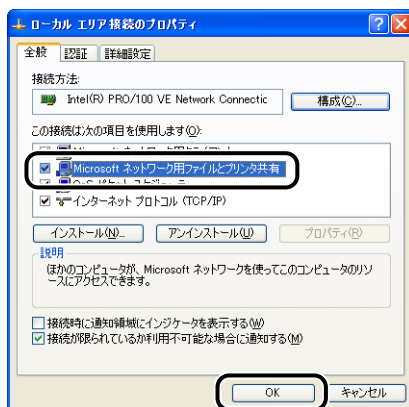 ローカル エリア接続のプロパティ
全般 認証 詳細設定
接続方法:
Intel(R) PRO/100 VE Network Connectic
構成(C)...
この接続は次の項目を使用します(O):
Microsoft ネットワーク用ファイルとプリンタ共有
インターネット プロトコル (TCP/IP)
インストール(N)... アンインストール(U) プロパティ(R)
説明
ほかのコンピュータが、Microsoft ネットワークを使ってこのコンピュータのリソ
ースにアクセスできます。
接続時に通知領域にインジケータを表示する(W)
接続が限られているか利用不可能な場合に通知する(M)
OK キャンセル